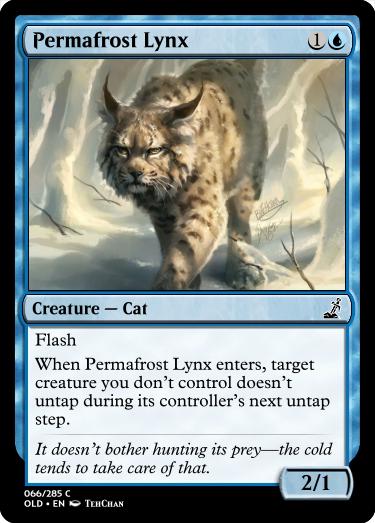 Permafrost Lynx 1
Creature — Cat
Flash
When Permafrost Lynx enters, target
creature you don't control doesn't
untap during its controller's next untap
step.
It doesn't bother hunting its prey—the cold
tends to take care of that.
2/1
066/285 C
OLD • EN TEHCHAN